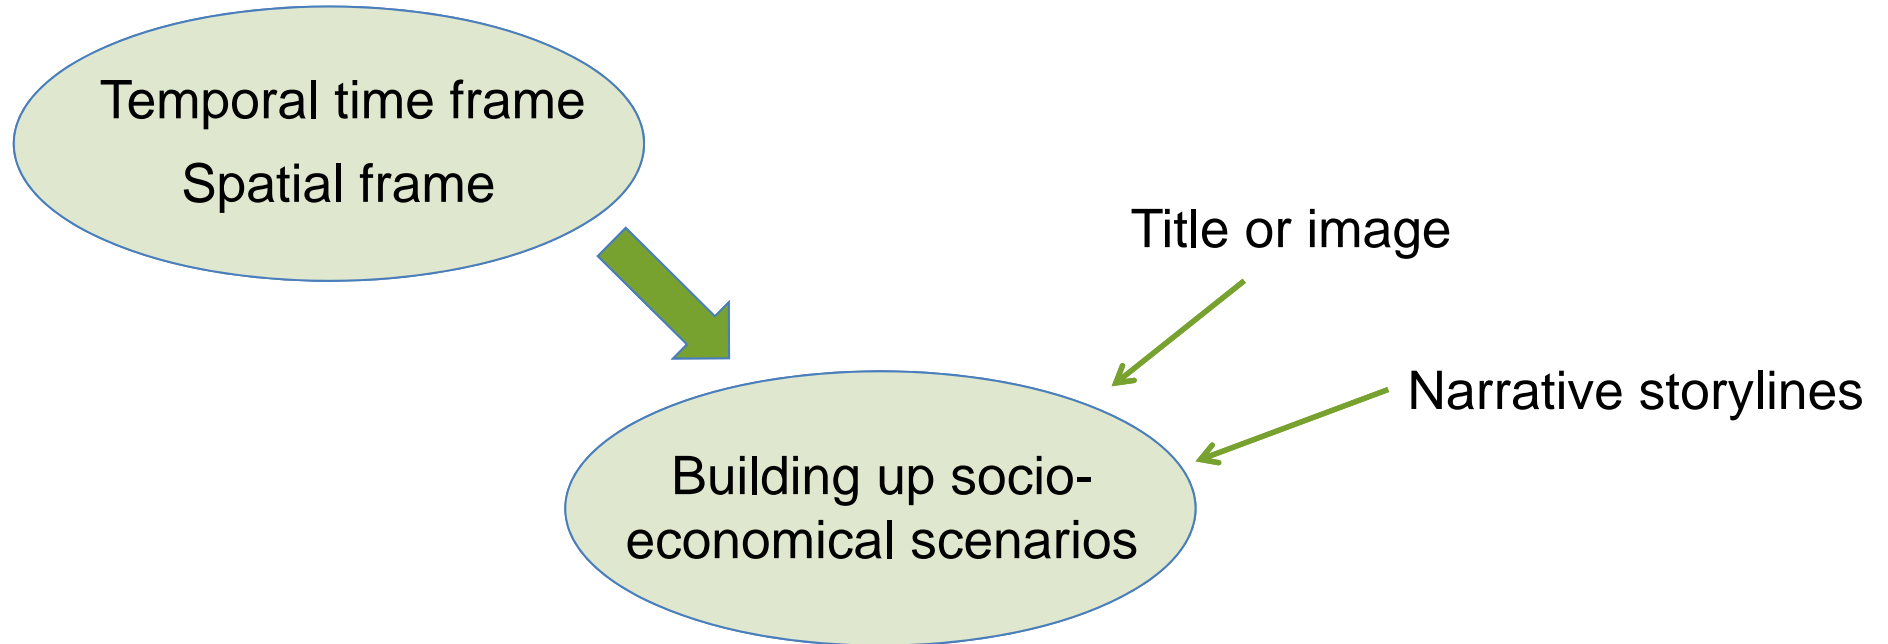 Temporal time frame
Spatial frame
Title or image
Narrative storylines
Building up socio-
economical scenarios